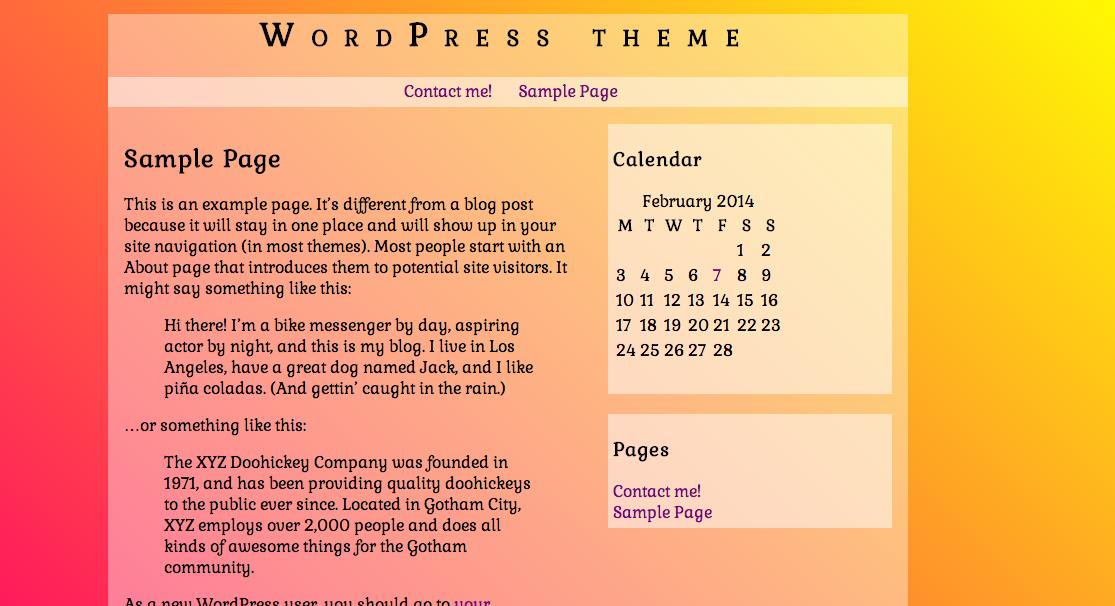 WordPress theme
Contact me! Sample Page
Sample Page
This is an example page. It’s different from a blog post
because it will stay in one place and will show up in your
site navigation (in most themes). Most people start with an
About page that introduces them to potential site visitors. It
might say something like this:
Hi there! I’m a bike messenger by day, aspiring
actor by night, and this is my blog. I live in Los
Angeles, have a great dog named Jack, and I like
piña coladas. (And gettin’ caught in the rain.)
…or something like this:
The XYZ Doohickey Company was founded in
1971, and has been providing quality doohickeys
to the public ever since. Located in Gotham City,
XYZ employs over 2,000 people and does all
kinds of awesome things for the Gotham
community.
As a new WordPress user, you should go to your
Calendar
February 2014
M T W T F S S
1 2
3 4 5 6 7 8 9
10 11 12 13 14 15 16
17 18 19 20 21 22 23
24 25 26 27 28
Pages
Contact me!
Sample Page